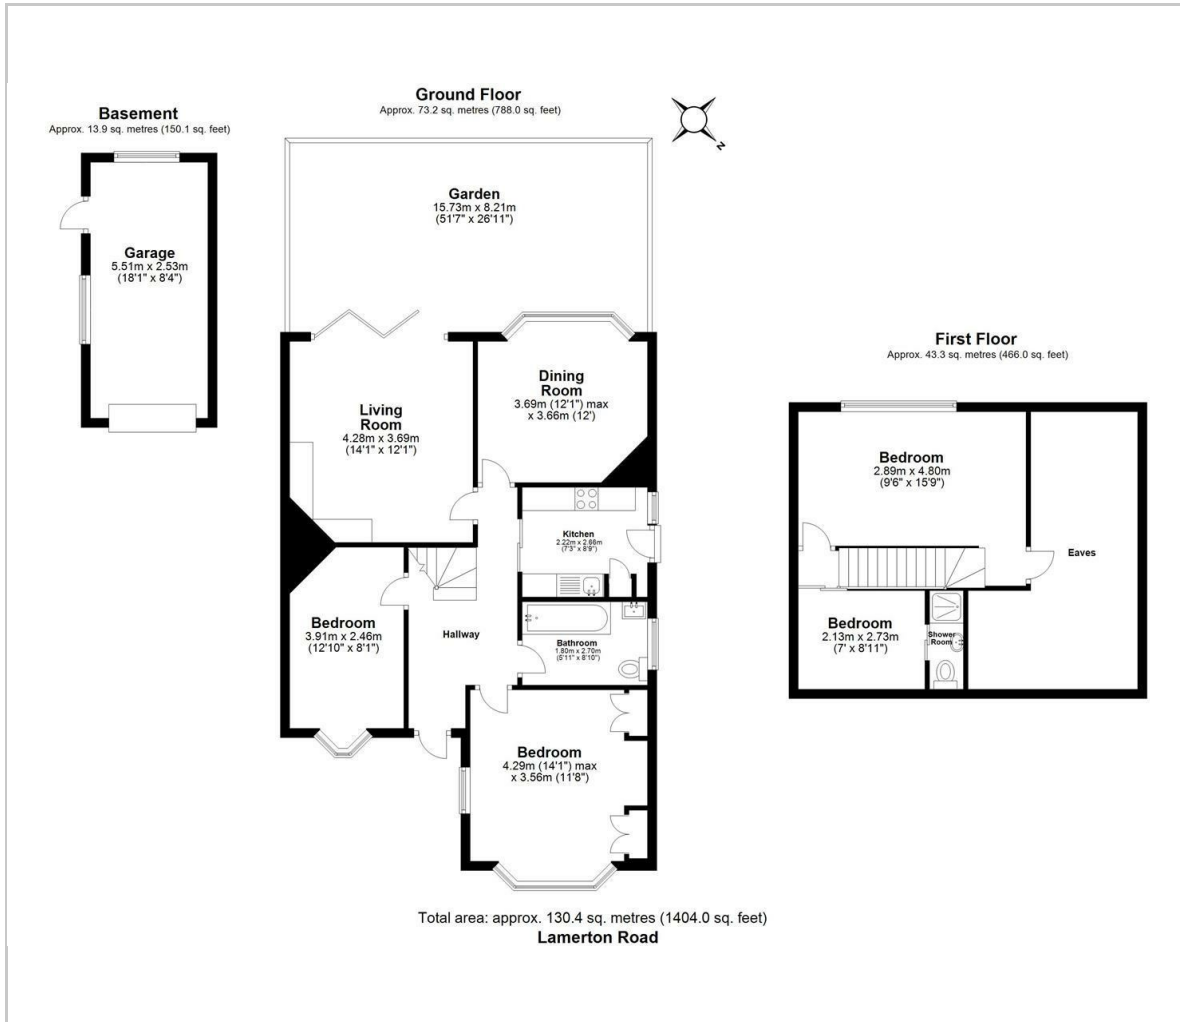 Basement
Approx. 13.9 sq. metres (150.1 sq. feet)
Garage
5.51m x 2.53m
(18'1" x 8'4")
Ground Floor
Approx. 73.2 sq. metres (788.0 sq. feet)
N
Garden
15.73m x 8.21m
(51'7" x 26'11")
Living
Room
4.28m x 3.69m
(14'1" x 12'1")
Dining
Room
3.69m (12'1") max
x 3.66m (12')
Kitchen
2.22m x 2.66m
(7'3" x 8'9")
Bedroom
3.91m x 2.46m
(12'10" x 8'1")
Hallway
Bathroom
1.80m x 2.70m
(5'11" x 8'10")
Bedroom
4.29m (14'1") max
x 3.56m (11'8")
First Floor
Approx. 43.3 sq. metres (466.0 sq. feet)
Bedroom
2.89m x 4.80m
(9'6" x 15'9")
Eaves
Bedroom
2.13m x 2.73m
(7' x 8'11")
Shower
Room
Total area: approx. 130.4 sq. metres (1404.0 sq. feet)
Lamerton Road